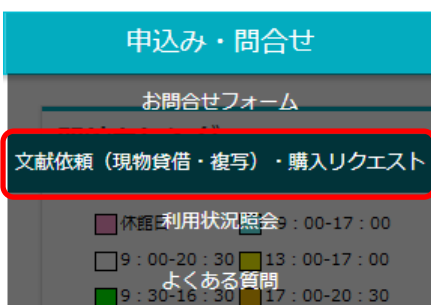 申込み・問合せ
お問合せフォーム
文献依頼（現物貸借・複写）・購入リクエスト
利用状況照会
休館
9：00-17：00
9：00-20：30
13：00-17：00
よくある質問
9：30-16：30
17：00-20：30